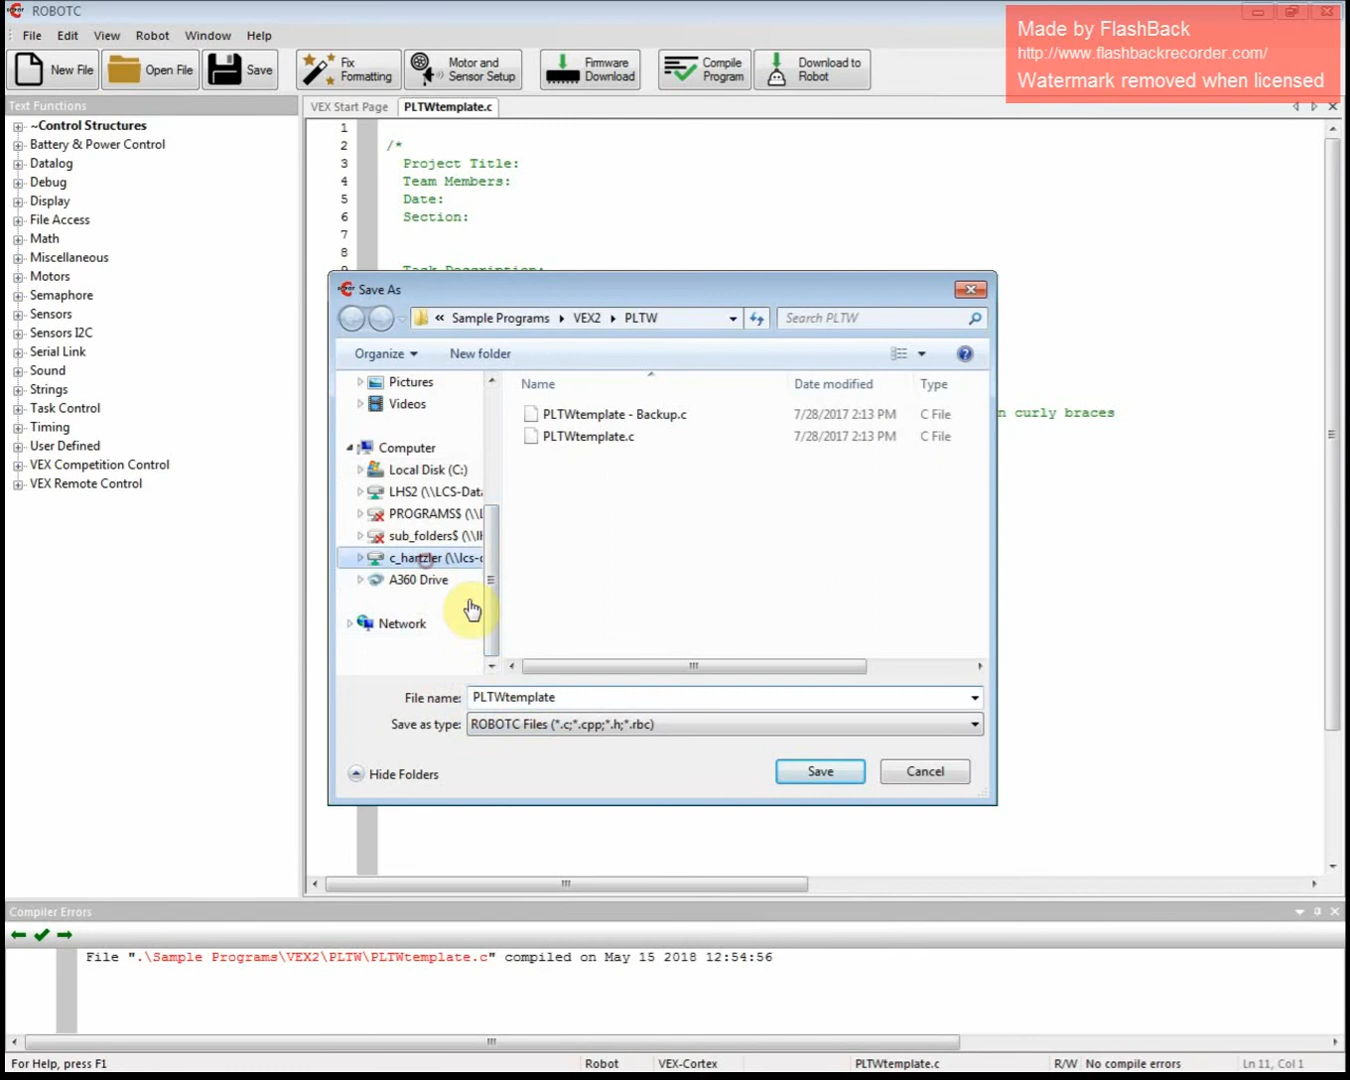 ROBOTC
Made by FlashBack
http://www.flashbackrecorder.com/
Watermark removed when licensed
File Edit View Robot Window Help
New File Open File Save Fix Formatting Motor and Sensor Setup Firmware Download Compile Program Download to Robot
Text Functions
VEX Start Page PLTWtemplate.c
~Control Structures
Battery & Power Control
Datalog
Debug
Display
File Access
Math
Miscellaneous
Motors
Semaphore
Sensors
Sensors I2C
Serial Link
Sound
Strings
Task Control
Timing
User Defined
VEX Competition Control
VEX Remote Control
1
2 /*
3 Project Title:
4 Team Members:
5 Date:
6 Section:
7
8
Task Description:
n curly braces
Save As
« Sample Programs VEX2 PLTW
Search PLTW
Organize New folder
Name Date modified Type
Pictures
Videos
Computer
Local Disk (C:)
LHS2 (\\LCS-Dat
PROGRAMS$ (\\L
sub_folders$ (\\l
c_hartzler (\\lcs-
A360 Drive
Network
PLTWtemplate - Backup.c 7/28/2017 2:13 PM C File
PLTWtemplate.c 7/28/2017 2:13 PM C File
File name: PLTWtemplate
Save as type: ROBOTC Files (*.c;*.cpp;*.h;*.rbc)
Hide Folders Save Cancel
Compiler Errors
File ".\Sample Programs\VEX2\PLTW\PLTWtemplate.c" compiled on May 15 2018 12:54:56
For Help, press F1 Robot VEX-Cortex PLTWtemplate.c R/W No compile errors Ln 11, Col 1